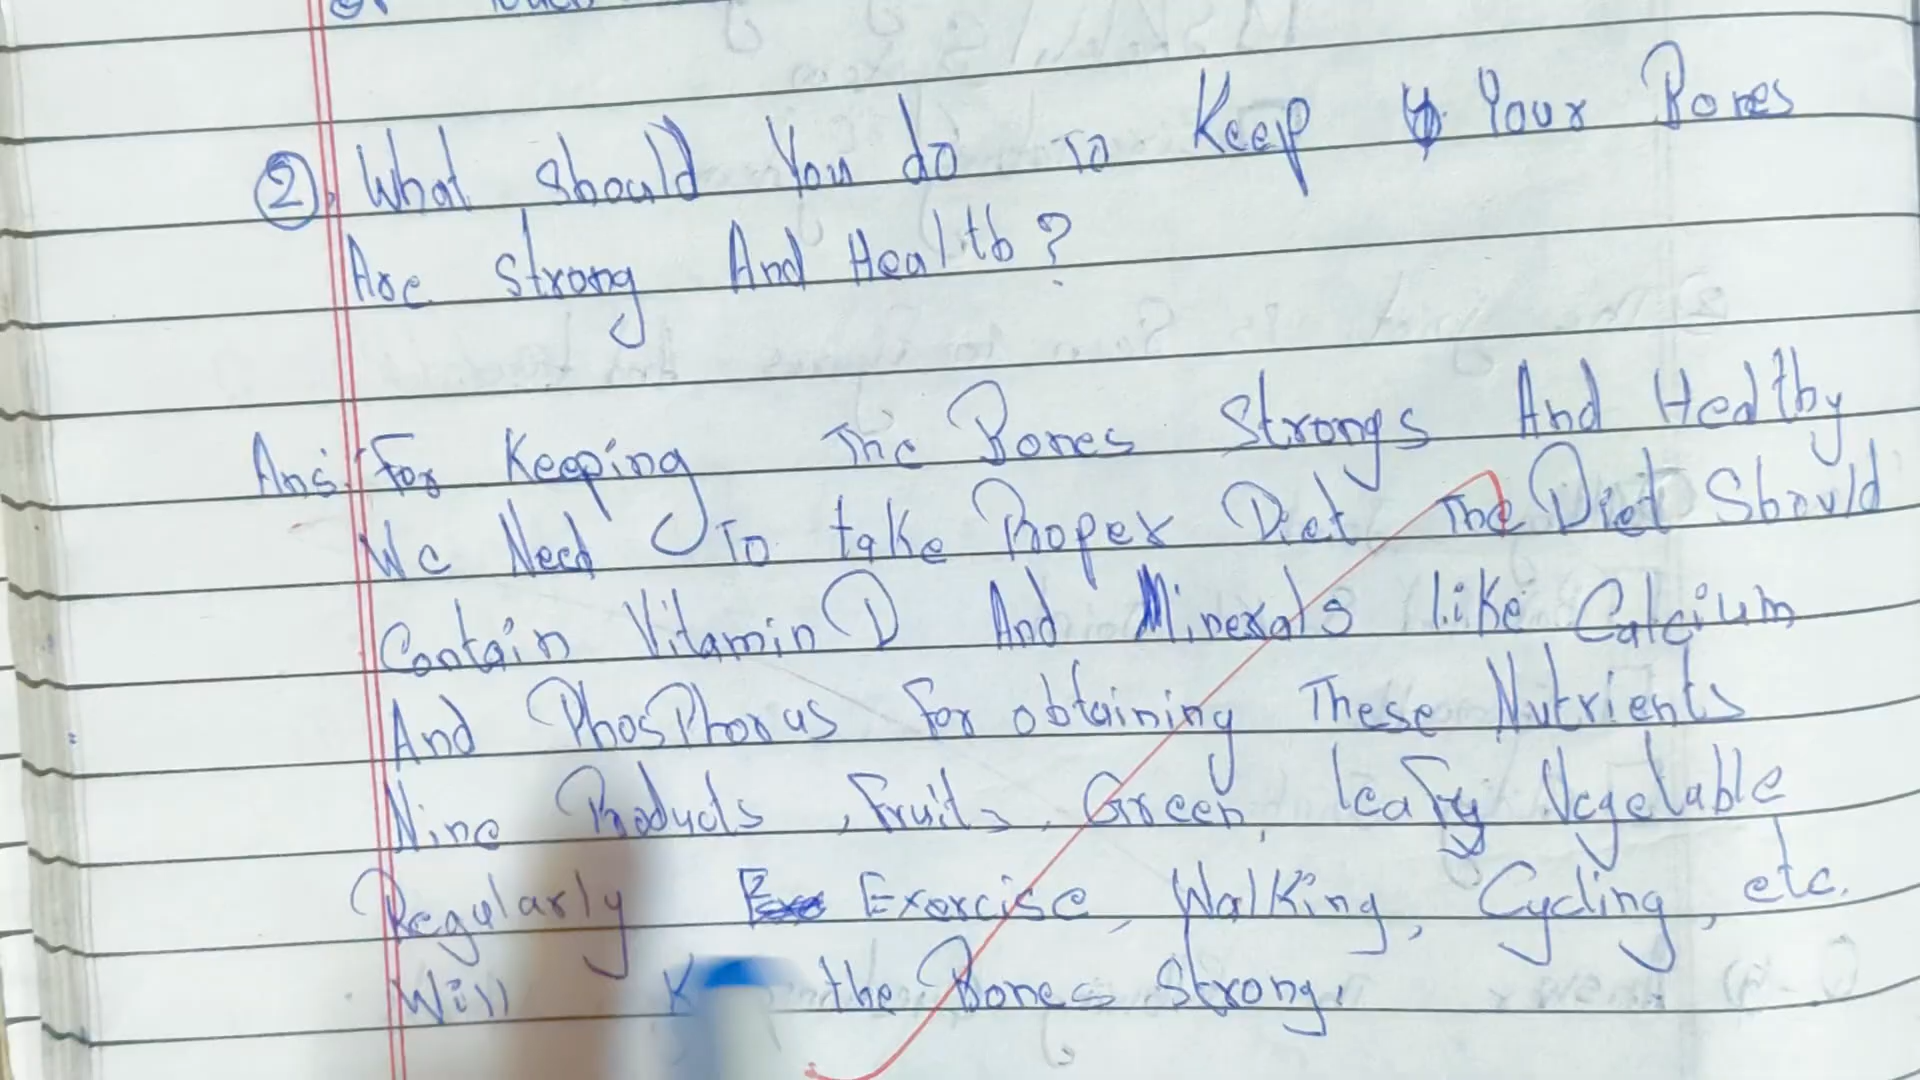 2. What Should You do To Keep Your Bones
Are Strong And Healtb?
Ans: For Keeping The Bones Strongs And Healthy
We Need To take Proper Diet The Diet Should
Contain Vitamin D And Minerals like Calcium
And PhosPhorus For obtaining These Nutrients
Nine Products, Fruits, Green, leafy Vegetable
Regularly Exercise, Walking, Cycling, etc.
Will the Bones Strong.